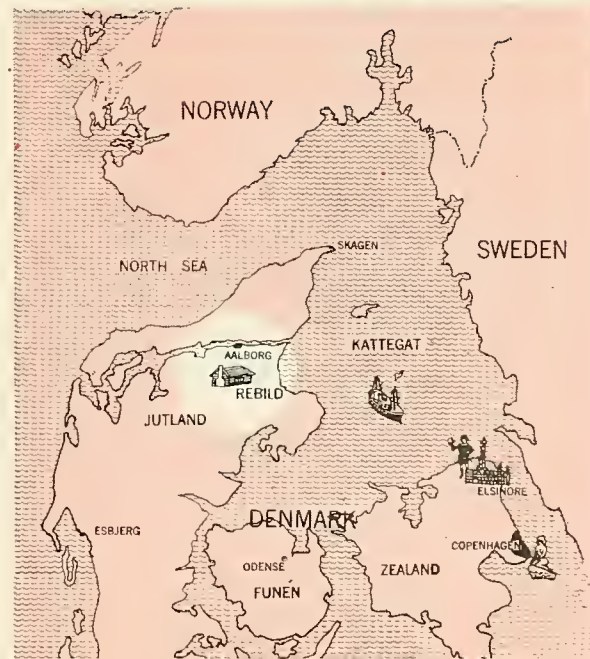 NORWAY
SKAGEN
SWEDEN
NORTH SEA
KATTEGAT
AALBORG
REBILD
JUTLAND
ELSINORE
DENMARK
ESBJERG
COPENHAGEN
ODENSE
ZEALAND
FUNEN